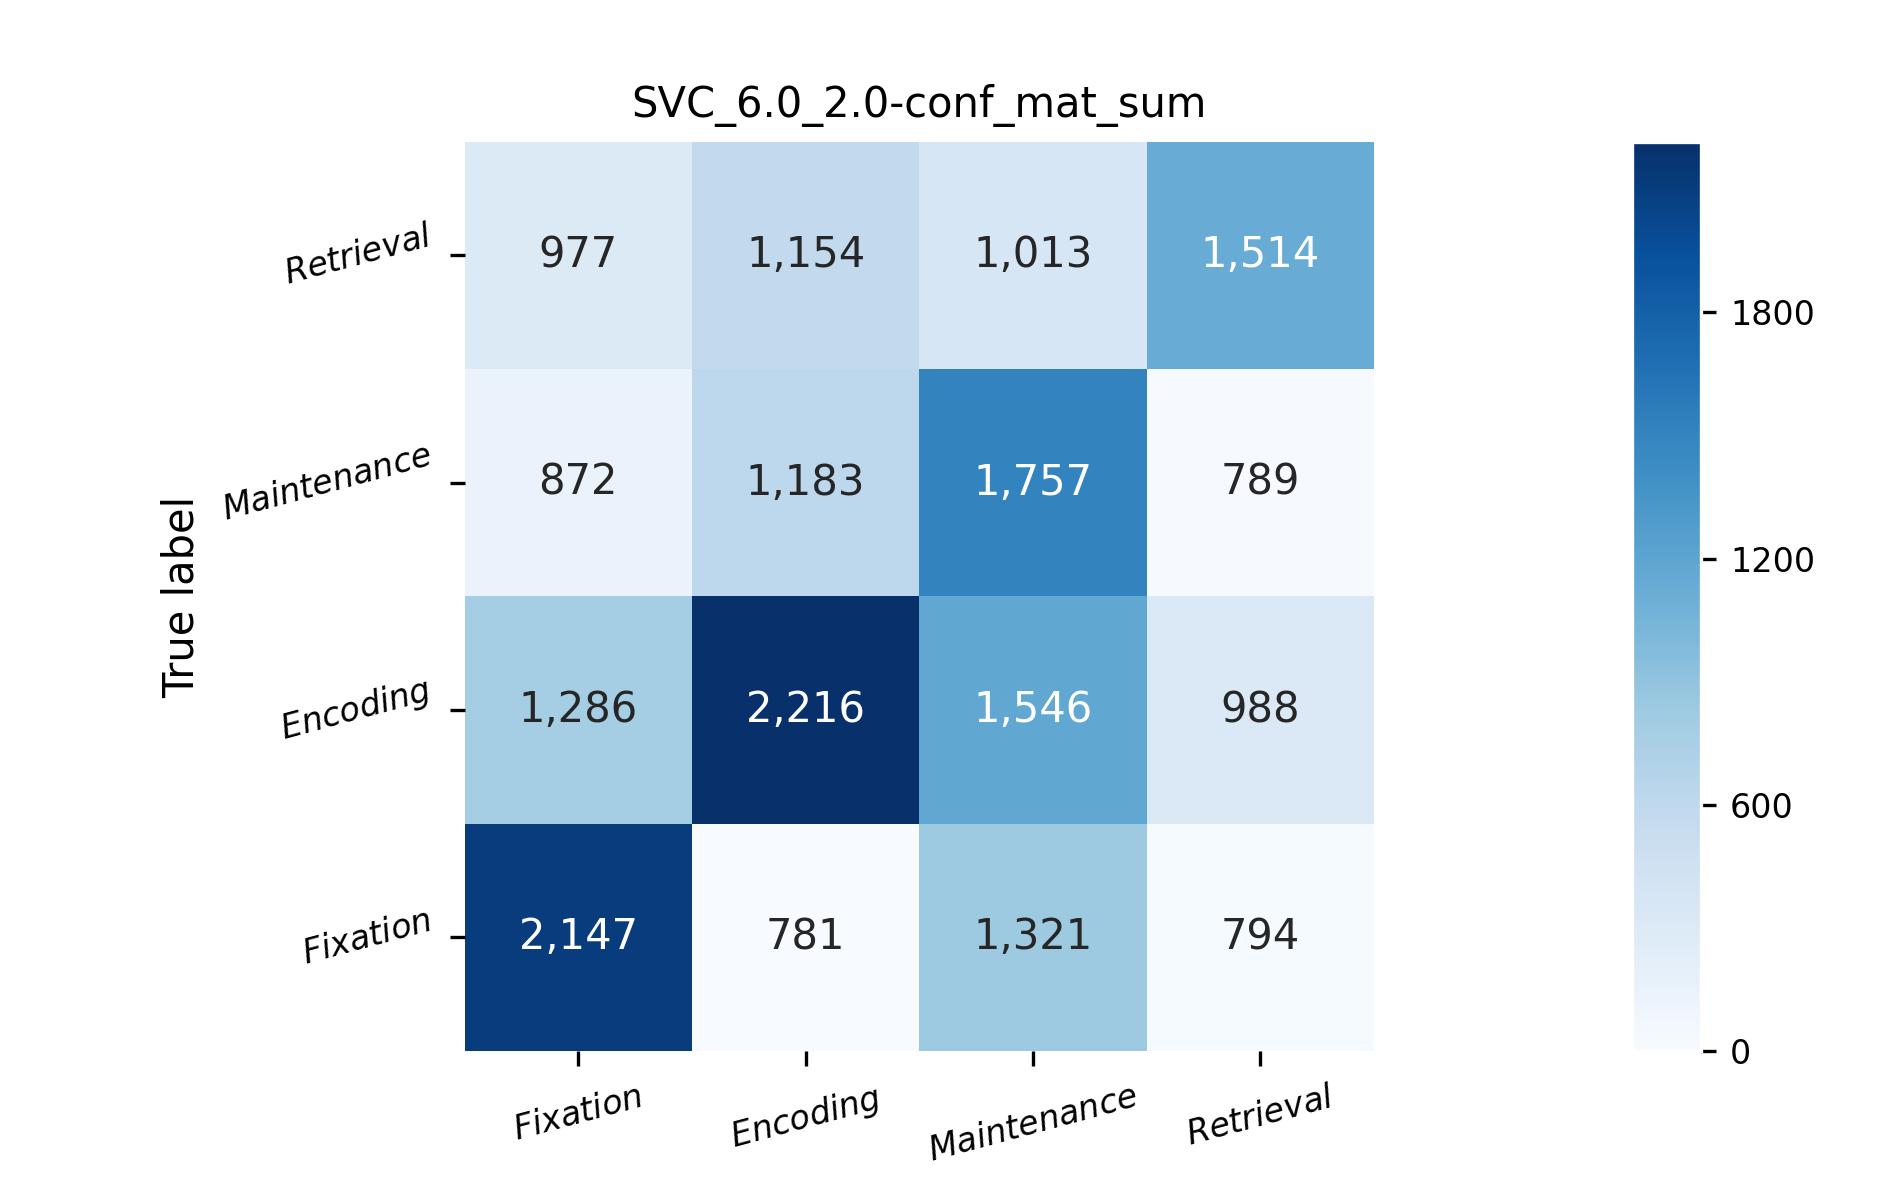 SVC_6.0_2.0-conf_mat_sum
True label
Retrieval 977 1,154 1,013 1,514
Maintenance 872 1,183 1,757 789
Encoding 1,286 2,216 1,546 988
Fixation 2,147 781 1,321 794
Fixation Encoding Maintenance Retrieval
1800
1200
600
0